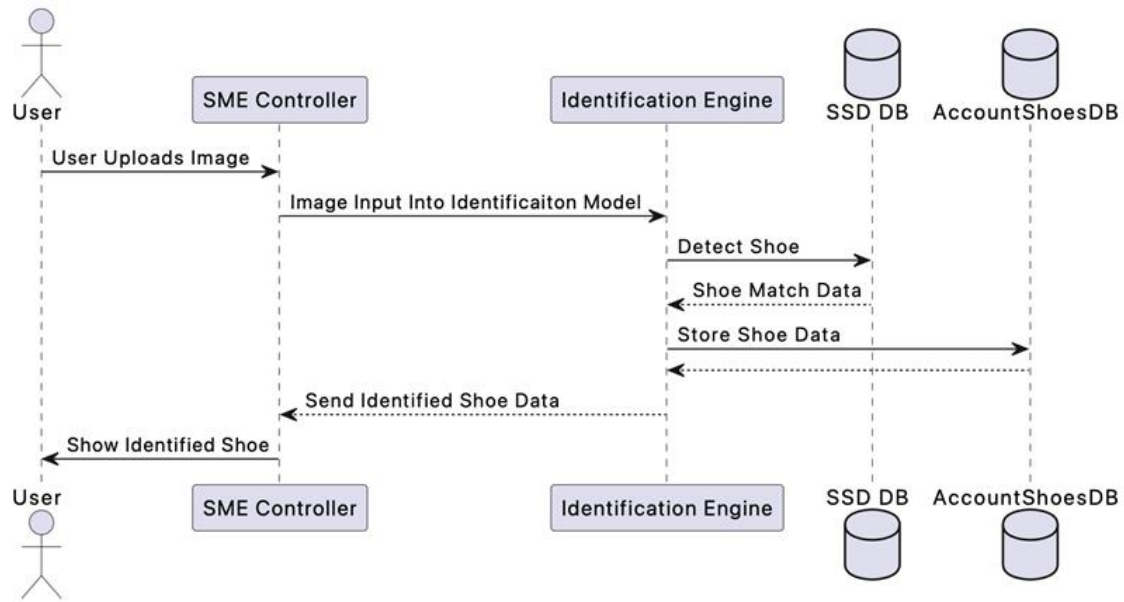 User
SME Controller
Identification Engine
SSD DB
AccountShoesDB
User Uploads Image
Image Input Into Identificaiton Model
Detect Shoe
Shoe Match Data
Store Shoe Data
Send Identified Shoe Data
Show Identified Shoe
User
SME Controller
Identification Engine
SSD DB
AccountShoesDB